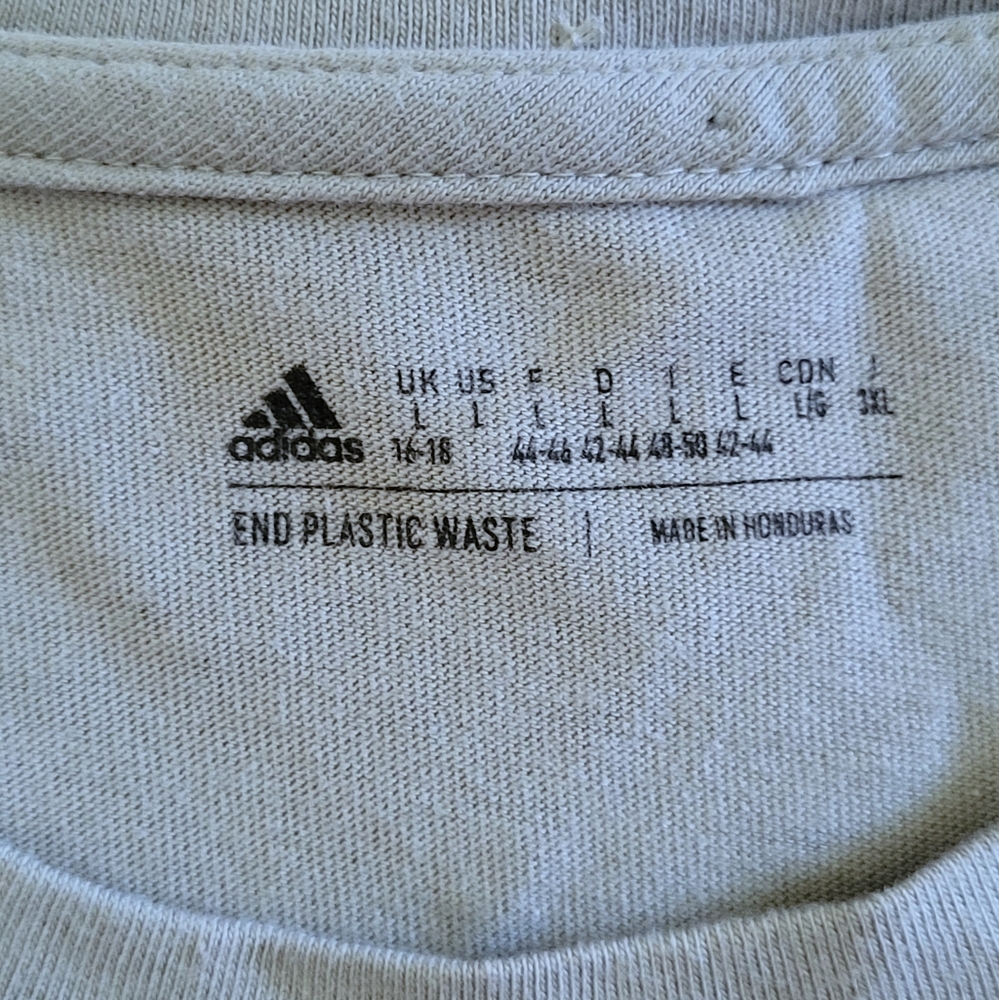 UK US F D I E CDN J
L L L L L L L/G 3XL
adidas 16-18 44-46 42-44 48-50 42-44
END PLASTIC WASTE | MADE IN HONDURAS